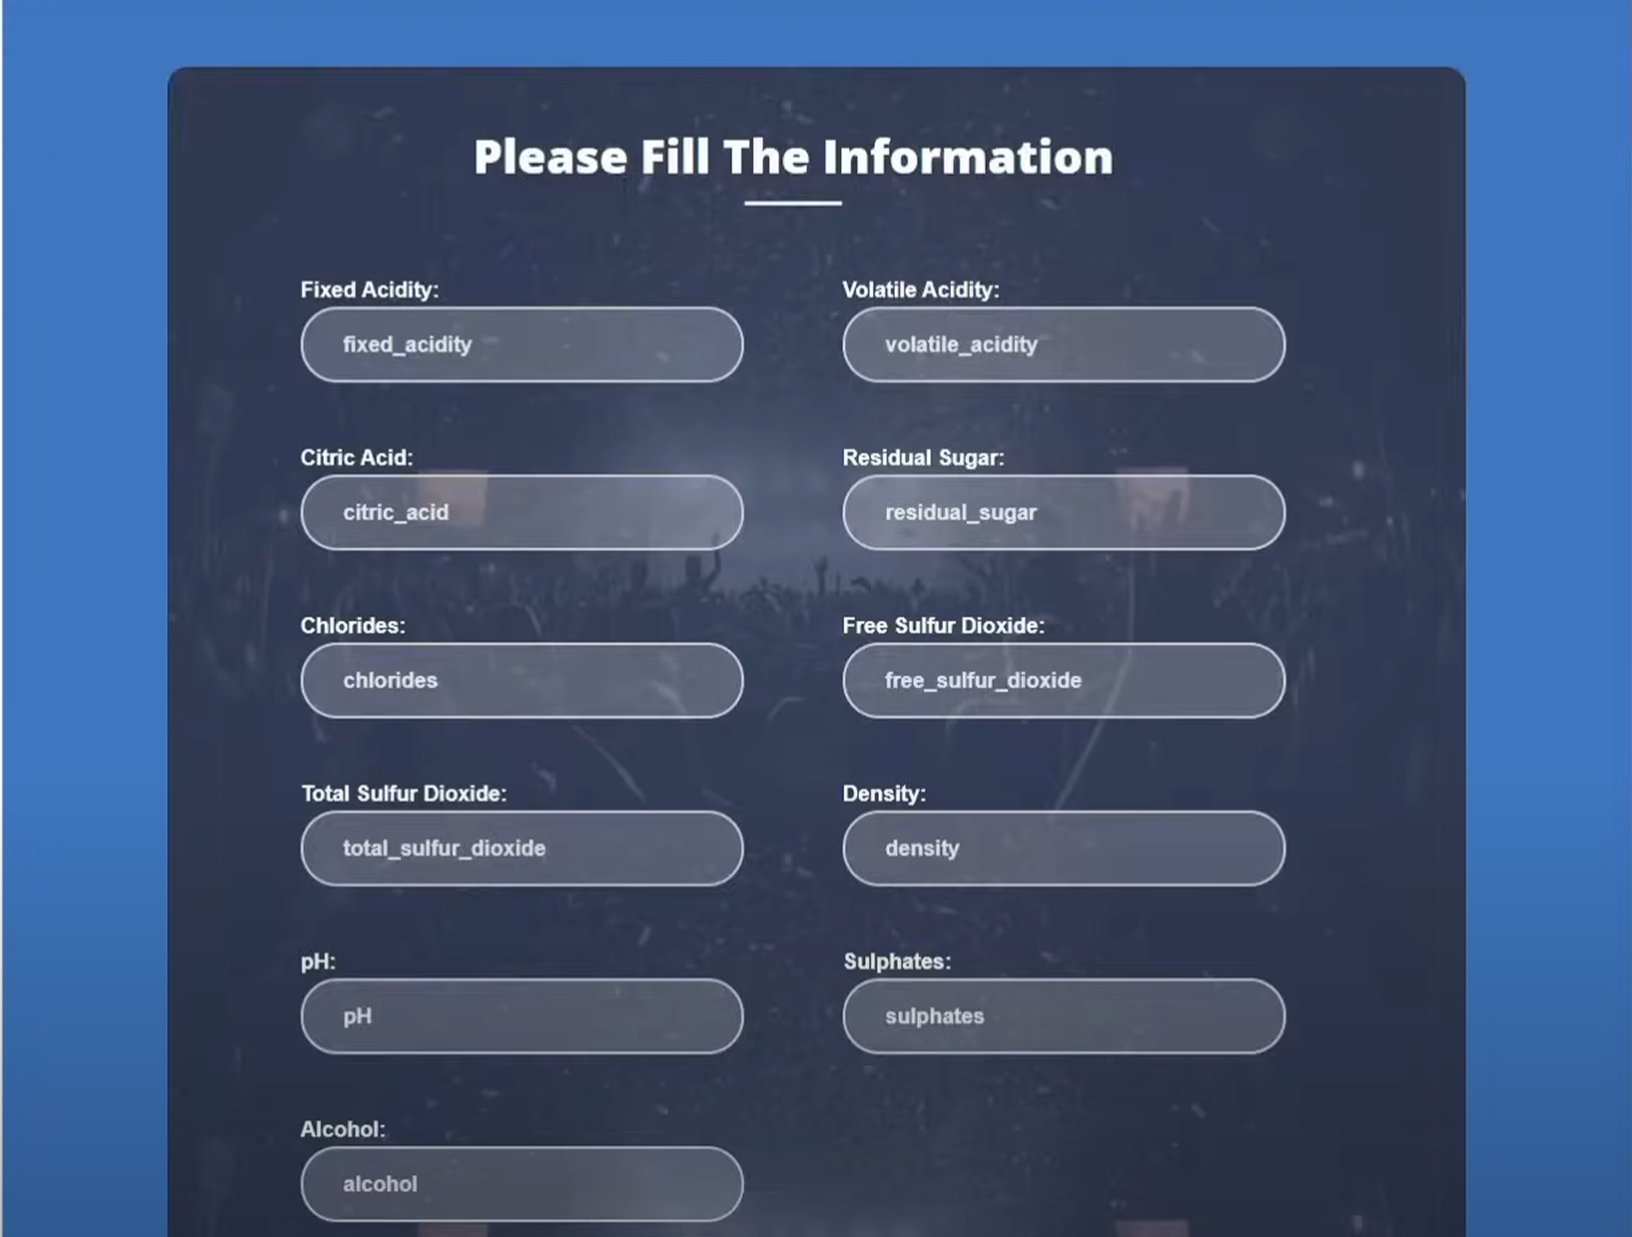 Please Fill The Information
Fixed Acidity:
Volatile Acidity:
fixed_acidity
volatile_acidity
Citric Acid:
Residual Sugar:
citric_acid
residual_sugar
Chlorides:
Free Sulfur Dioxide:
chlorides
free_sulfur_dioxide
Total Sulfur Dioxide:
Density:
total_sulfur_dioxide
density
pH:
Sulphates:
pH
sulphates
Alcohol:
alcohol